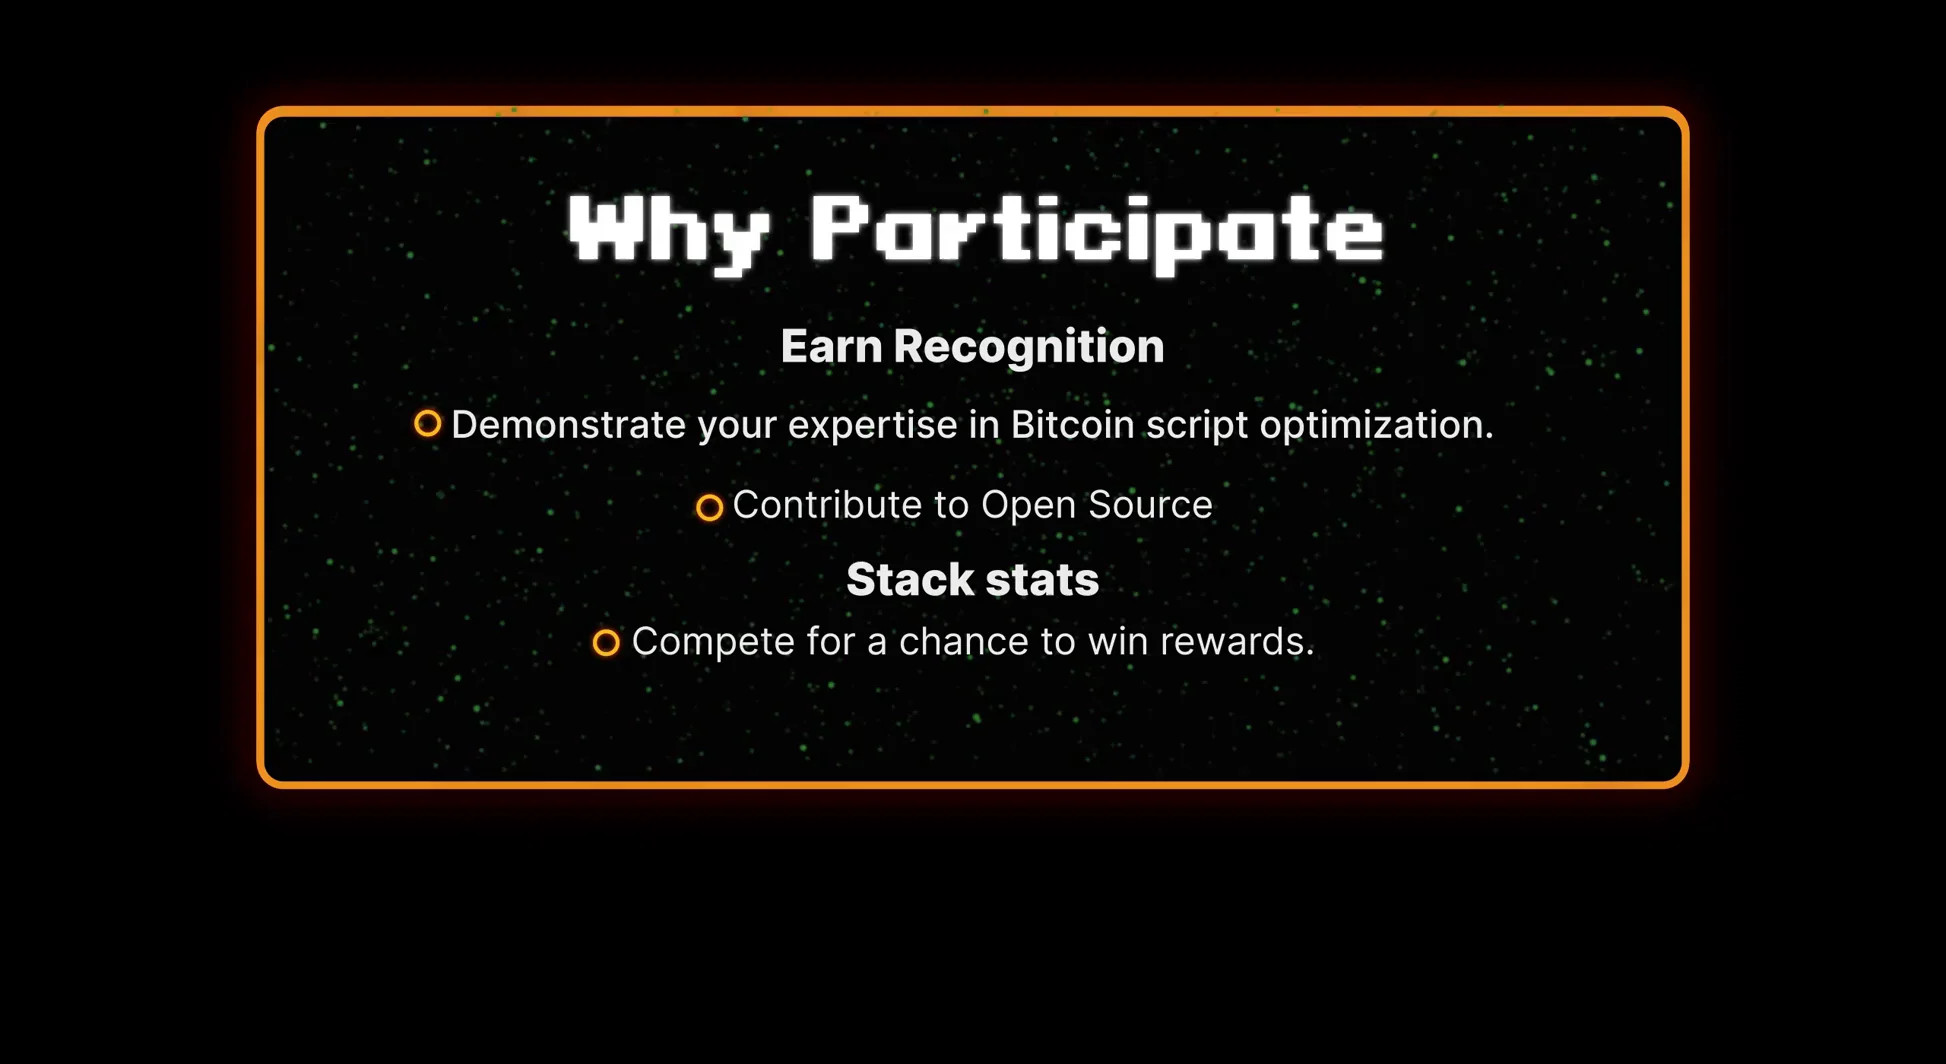 Why Participate
Earn Recognition
Demonstrate your expertise in Bitcoin script optimization.
Contribute to Open Source
Stack stats
Compete for a chance to win rewards.